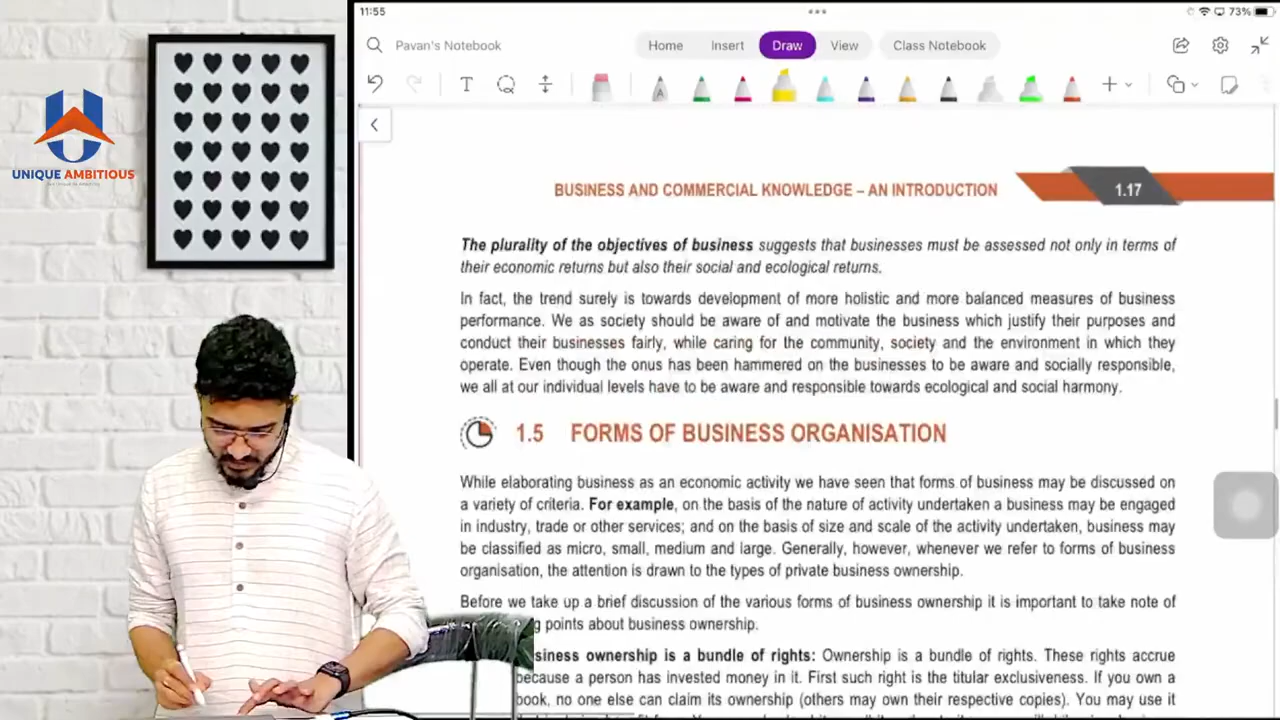 11:55
73%
Pavan's Notebook
Home
Insert
Draw
View
Class Notebook
UNIQUE AMBITIOUS
BUSINESS AND COMMERCIAL KNOWLEDGE – AN INTRODUCTION
1.17
The plurality of the objectives of business suggests that businesses must be assessed not only in terms of
their economic returns but also their social and ecological returns.
In fact, the trend surely is towards development of more holistic and more balanced measures of business
performance. We as society should be aware of and motivate the business which justify their purposes and
conduct their businesses fairly, while caring for the community, society and the environment in which they
operate. Even though the onus has been hammered on the businesses to be aware and socially responsible,
we all at our individual levels have to be aware and responsible towards ecological and social harmony.
1.5 FORMS OF BUSINESS ORGANISATION
While elaborating business as an economic activity we have seen that forms of business may be discussed on
a variety of criteria. For example, on the basis of the nature of activity undertaken a business may be engaged
in industry, trade or other services; and on the basis of size and scale of the activity undertaken, business may
be classified as micro, small, medium and large. Generally, however, whenever we refer to forms of business
organisation, the attention is drawn to the types of private business ownership.
Before we take up a brief discussion of the various forms of business ownership it is important to take note of
points about business ownership.
ownership is a bundle of rights: Ownership is a bundle of rights. These rights accrue
because a person has invested money in it. First such right is the titular exclusiveness. If you own a
book, no one else can claim its ownership (others may own their respective copies). You may use it